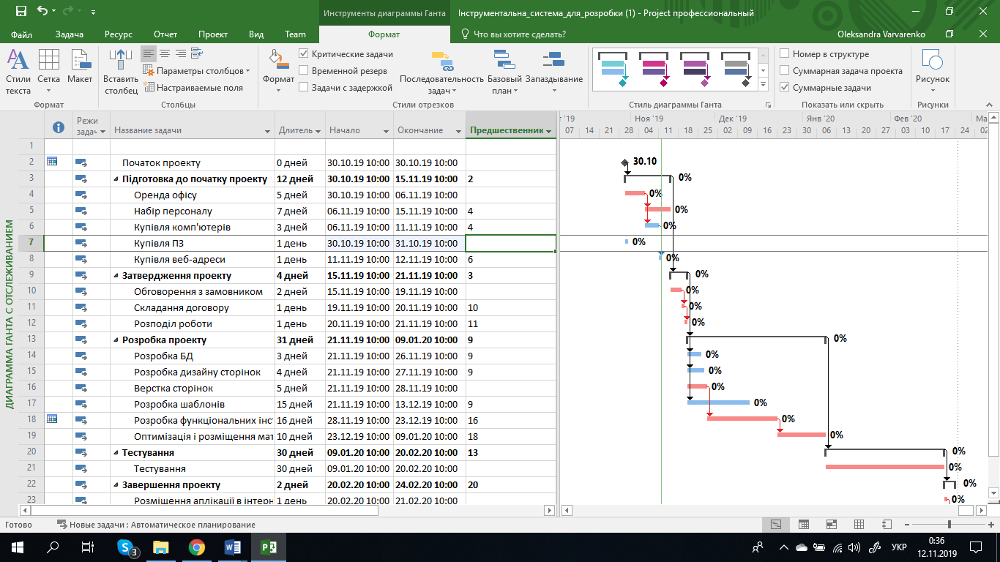 Инструменты диаграммы Ганта
Інструментальна_система_для_розробки (1) - Project профессиональный
Файл Задача Ресурс Отчет Проект Вид Team Формат Что вы хотите сделать? Oleksandra Varvarenko
Стили текста
Сетка
Макет
Формат
Вставить столбец
Параметры столбцов
Настраиваемые поля
Столбцы
Формат
Критические задачи
Временной резерв
Задачи с задержкой
Последовательность задач
Базовый план
Запаздывание
Стили отрезков
Стиль диаграммы Ганта
Номер в структуре
Суммарная задача проекта
Суммарные задачи
Показать или скрыть
Рисунок
Рисунки
ДИАГРАММА ГАНТА С ОТСЛЕЖИВАНИЕМ
Режи задач Название задачи Длитель Начало Окончание Предшественник
'19 Ноя '19 Дек '19 Янв '20 Фев '20 Ма
07 14 21 28 04 11 18 25 02 09 16 23 30 06 13 20 27 03 10 17 24 02
1
2 Початок проекту 0 дней 30.10.19 10:00 30.10.19 10:00 30.10
3 Підготовка до початку проекту 12 дней 30.10.19 10:00 15.11.19 10:00 2 0%
4 Оренда офісу 5 дней 30.10.19 10:00 06.11.19 10:00 0%
5 Набір персоналу 7 дней 06.11.19 10:00 15.11.19 10:00 4 0%
6 Купівля комп'ютерів 3 дней 06.11.19 10:00 11.11.19 10:00 4 0%
7 Купівля ПЗ 1 день 30.10.19 10:00 31.10.19 10:00 0%
8 Купівля веб-адреси 1 день 11.11.19 10:00 12.11.19 10:00 6 0%
9 Затвердження проекту 4 дней 15.11.19 10:00 21.11.19 10:00 3 0%
10 Обговорення з замовником 2 дней 15.11.19 10:00 19.11.19 10:00 0%
11 Складання договору 1 день 19.11.19 10:00 20.11.19 10:00 10 0%
12 Розподіл роботи 1 день 20.11.19 10:00 21.11.19 10:00 11 0%
13 Розробка проекту 31 дней 21.11.19 10:00 09.01.20 10:00 9 0%
14 Розробка БД 3 дней 21.11.19 10:00 26.11.19 10:00 9 0%
15 Розробка дизайну сторінок 4 дней 21.11.19 10:00 27.11.19 10:00 9 0%
16 Верстка сторінок 5 дней 21.11.19 10:00 28.11.19 10:00 0%
17 Розробка шаблонів 15 дней 21.11.19 10:00 13.12.19 10:00 9 0%
18 Розробка функціональних інс 16 дней 28.11.19 10:00 23.12.19 10:00 16 0%
19 Оптимізація і розміщення мат 10 дней 23.12.19 10:00 09.01.20 10:00 18 0%
20 Тестування 30 дней 09.01.20 10:00 20.02.20 10:00 13 0%
21 Тестування 30 дней 09.01.20 10:00 20.02.20 10:00 0%
22 Завершення проекту 2 дней 20.02.20 10:00 24.02.20 10:00 20 0%
23 Розміщення аплікації в інтерн 1 день 20.02.20 10:00 21.02.20 10:00 0%
Готово Новые задачи : Автоматическое планирование
3 УКР 0:36
12.11.2019